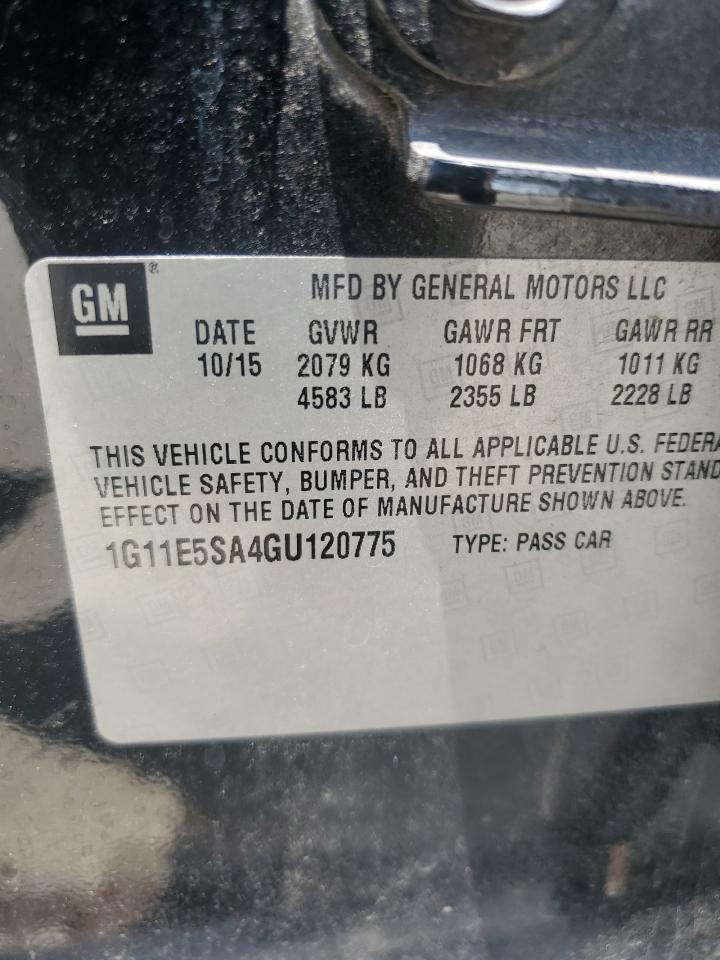 GM ®
MFD BY GENERAL MOTORS LLC
DATE GVWR GAWR FRT GAWR RR
10/15 2079 KG 1068 KG 1011 KG
4583 LB 2355 LB 2228 LB
THIS VEHICLE CONFORMS TO ALL APPLICABLE U.S. FEDERA
VEHICLE SAFETY, BUMPER, AND THEFT PREVENTION STAND
EFFECT ON THE DATE OF MANUFACTURE SHOWN ABOVE.
1G11E5SA4GU120775 TYPE: PASS CAR